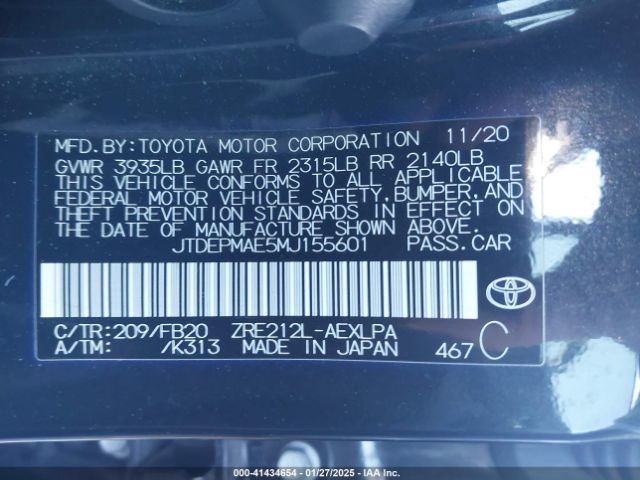 MFD. BY: TOYOTA MOTOR CORPORATION 11/20
GVWR 3935LB GAWR FR 2315LB RR 2140LB
THIS VEHICLE CONFORMS TO ALL APPLICABLE
FEDERAL MOTOR VEHICLE SAFETY, BUMPER, AND
THEFT PREVENTION STANDARDS IN EFFECT ON
THE DATE OF MANUFACTURE SHOWN ABOVE.
JTDEPMAE5MJ155601 PASS. CAR
C/TR: 209/FB20 ZRE212L-AEXLPA
A/TM: /K313 MADE IN JAPAN 467 C
000-41434654 | 01/27/2025 | IAA Inc.